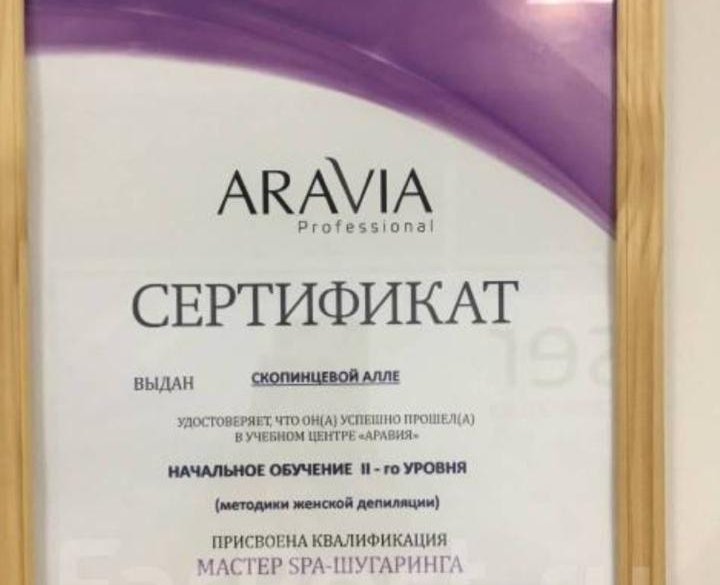 ARAVIA
Professional
СЕРТИФИКАТ
ВЫДАН СКОПИНЦЕВОЙ АЛЛЕ
УДОСТОВЕРЯЕТ, ЧТО ОН(А) УСПЕШНО ПРОШЕЛ(А)
В УЧЕБНОМ ЦЕНТРЕ «АРАВИЯ»
НАЧАЛЬНОЕ ОБУЧЕНИЕ II - го УРОВНЯ
(методики женской депиляции)
ПРИСВОЕНА КВАЛИФИКАЦИЯ
МАСТЕР SPA-ШУГАРИНГА